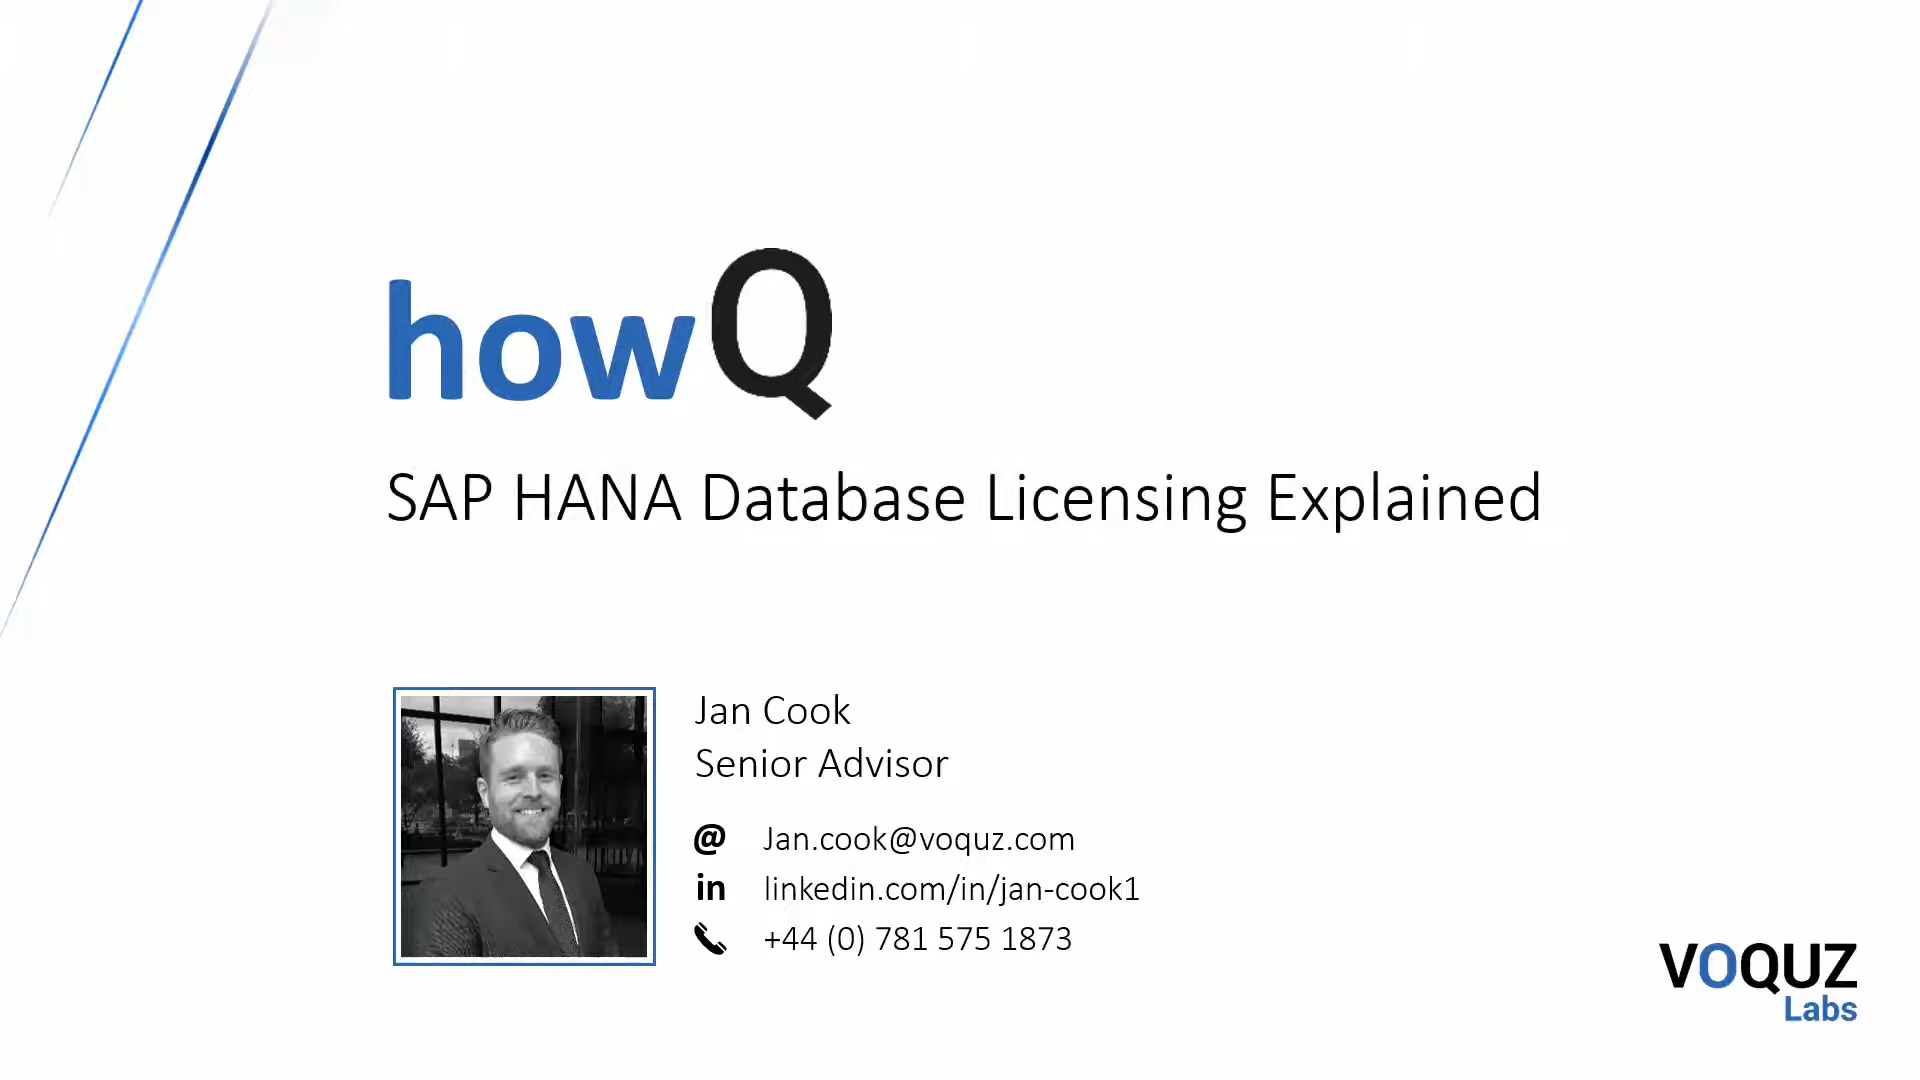 howQ
SAP HANA Database Licensing Explained
Jan Cook
Senior Advisor
@ Jan.cook@voquz.com
in linkedin.com/in/jan-cook1
+44 (0) 781 575 1873
VOQUZ
Labs